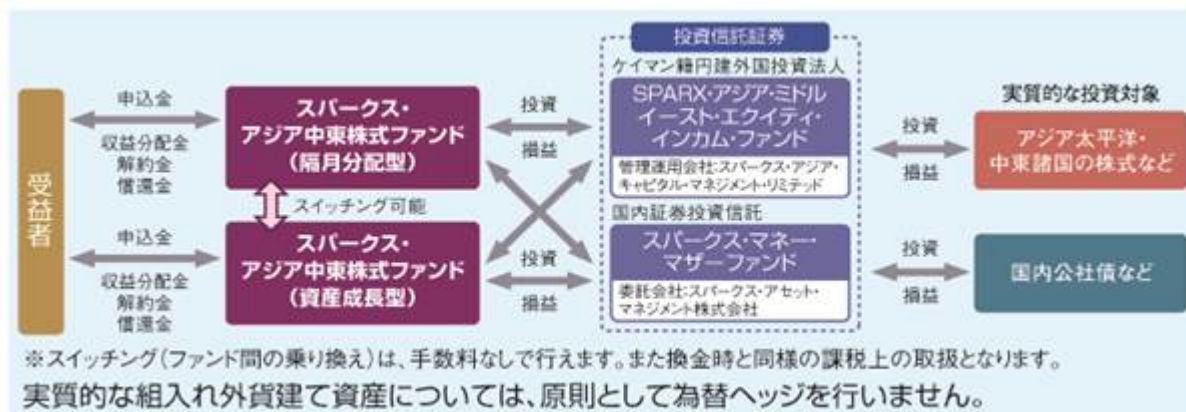 投資信託証券
ケイマン籍円建外国投資法人
受益者
申込金
収益分配金
解約金
償還金
スパークス・
アジア中東株式ファンド
(隔月分配型)
スイッチング可能
申込金
収益分配金
解約金
償還金
スパークス・
アジア中東株式ファンド
(資産成長型)
投資
損益
投資
損益
SPARX・アジア・ミドル
イースト・エクイティ・
インカム・ファンド
管理運用会社:スパークス・アジア・
キャピタル・マネジメント・リミテッド
国内証券投資信託
スパークス・マネー・
マザーファンド
委託会社:スパークス・アセット・
マネジメント株式会社
投資
損益
投資
損益
実質的な投資対象
アジア太平洋・
中東諸国の株式など
国内公社債など
※スイッチング(ファンド間の乗り換え)は、手数料なしで行えます。また換金時と同様の課税上の取扱となります。
実質的な組入れ外貨建て資産については、原則として為替ヘッジを行いません。